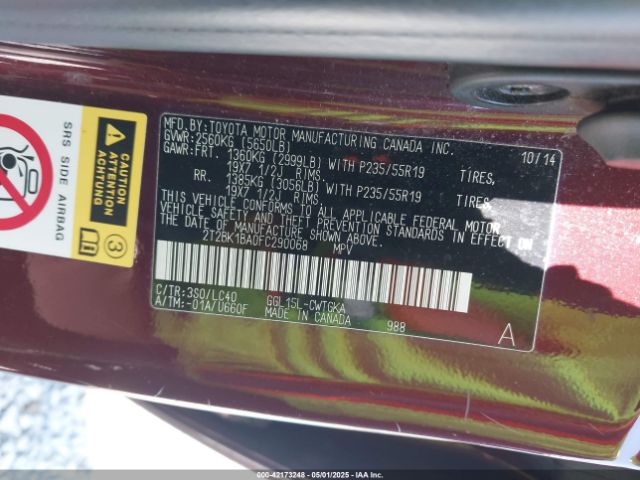 SRS SIDE AIRBAG
CAUTION
ATTENTION
ACHTUNG
3
MFD.BY: TOYOTA MOTOR MANUFACTURING CANADA INC.
10/14
GVWR:2560KG (5650LB)
GAWR:FRT. 1360KG (2999LB) WITH P235/55R19 TIRES,
19X7 1/2J RIMS,
RR. 1385KG (3056LB) WITH P235/55R19 TIRES,
19X7 1/2J RIMS.
THIS VEHICLE CONFORMS TO ALL APPLICABLE FEDERAL MOTOR
VEHICLE SAFETY AND THEFT PREVENTION STANDARDS IN EFFECT ON
THE DATE OF MANUFACTURE SHOWN ABOVE.
2T2BK1BA0FC290068 MPV
C/TR:3S0/LC40 GGL15L-CWTGKA
A/TM:-01A/U660F MADE IN CANADA 988 A
000-42173248 - 05/01/2025 - IAAI.COM